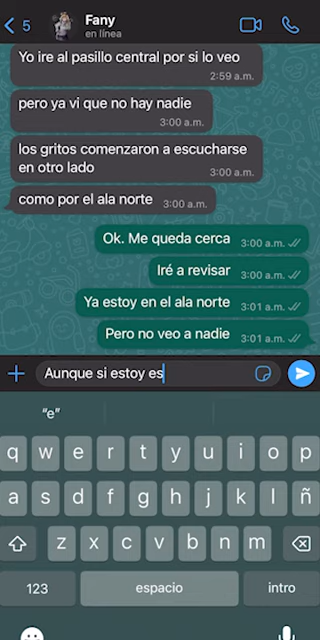 5
Fany
en línea
Yo ire al pasillo central por si lo veo
2:59 a.m.
pero ya vi que no hay nadie
3:00 a.m.
los gritos comenzaron a escucharse
en otro lado
3:00 a.m.
como por el ala norte 3:00 a.m.
Ok. Me queda cerca 3:00 a.m.
Iré a revisar 3:00 a.m.
Ya estoy en el ala norte 3:01 a.m.
Pero no veo a nadie 3:01 a.m.
Aunque si estoy es
“e”
q w e r t y u i o p
a s d f g h j k l ñ
z x c v b n m
123 espacio intro